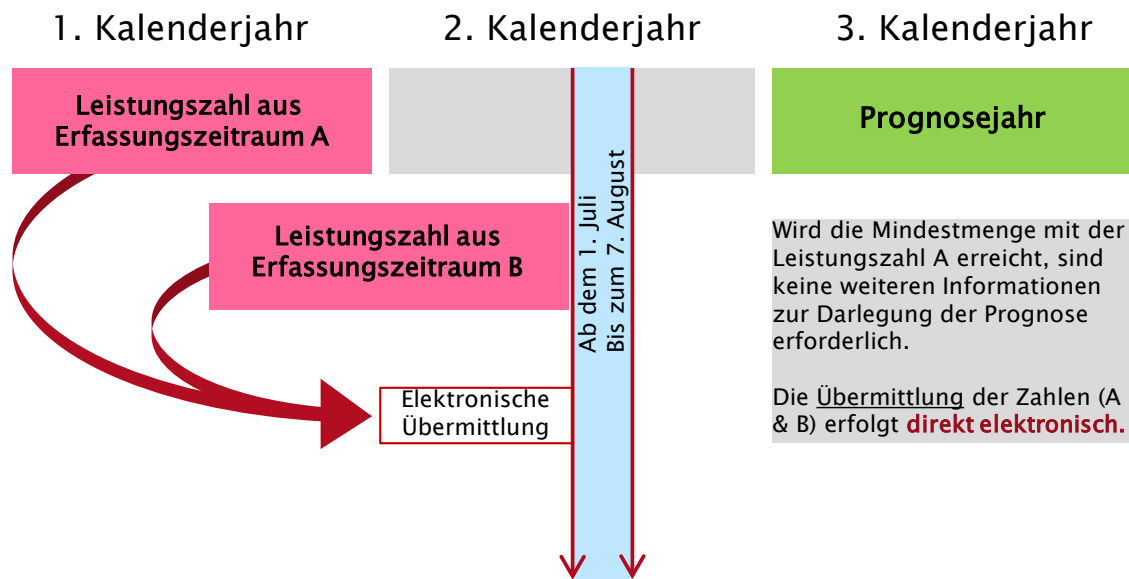 1. Kalenderjahr
2. Kalenderjahr
3. Kalenderjahr
Leistungszahl aus
Erfassungszeitraum A
Prognosejahr
Leistungszahl aus
Erfassungszeitraum B
Ab dem 1. Juli
Bis zum 7. August
Elektronische
Übermittlung
Wird die Mindestmenge mit der
Leistungszahl A erreicht, sind
keine weiteren Informationen
zur Darlegung der Prognose
erforderlich.
Die Übermittlung der Zahlen (A
& B) erfolgt direkt elektronisch.